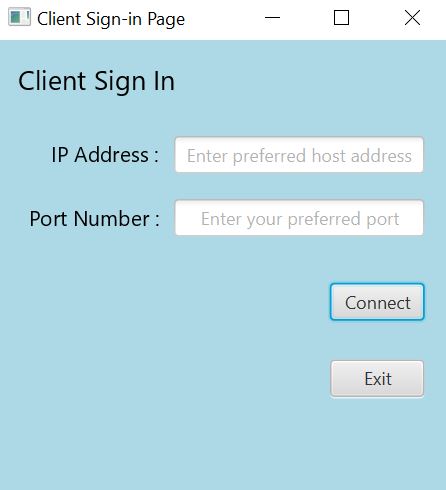 Client Sign-in Page
Client Sign In
IP Address : Enter preferred host address
Port Number : Enter your preferred port
Connect
Exit